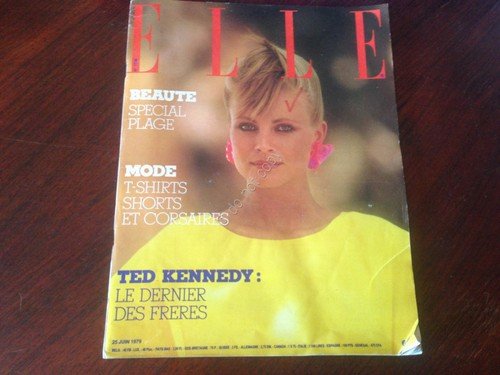 ELLE
BEAUTE
SPECIAL
PLAGE
MODE
T-SHIRTS
SHORTS
ET CORSAIRES
TED KENNEDY :
LE DERNIER
DES FRERES
25 JUIN 1979